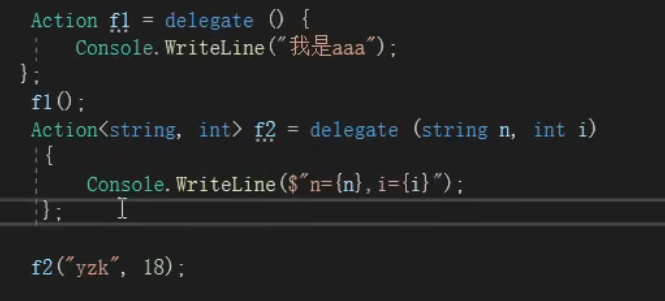 Action f1 = delegate () {
Console.WriteLine("我是aaa");
};
f1();
Action<string, int> f2 = delegate (string n, int i)
{
Console.WriteLine($"n={n},i={i}");
};
f2("yzk", 18);